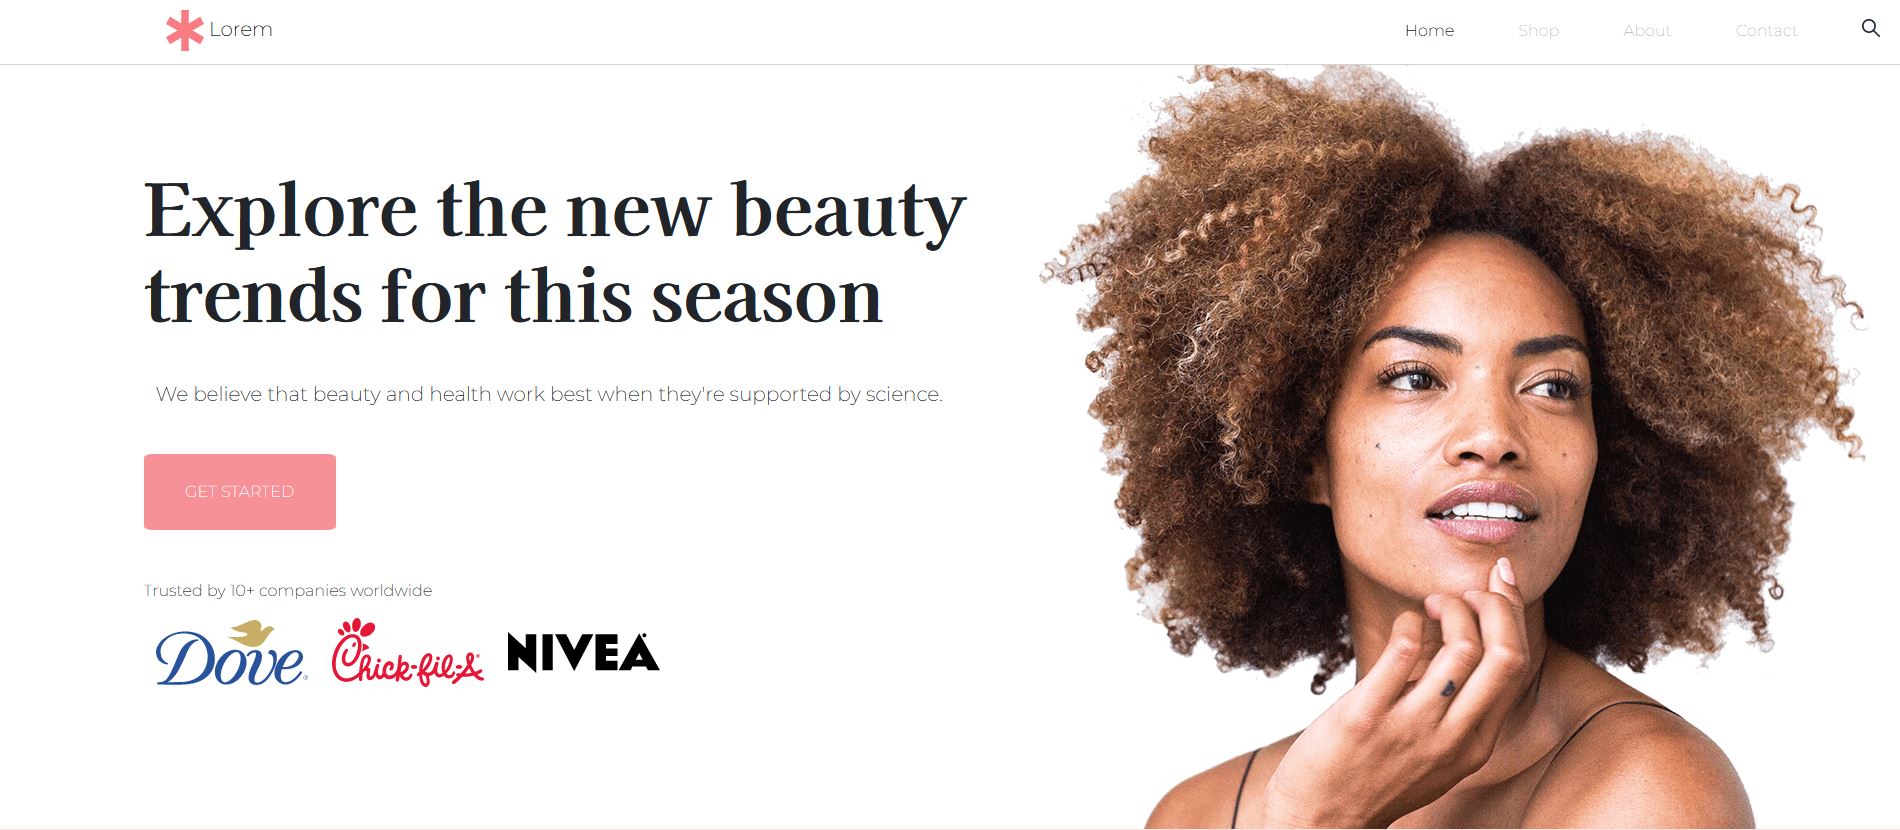 Lorem
Home Shop About Contact
Explore the new beauty
trends for this season
We believe that beauty and health work best when they're supported by science.
GET STARTED
Trusted by 10+ companies worldwide
Dove Chick-fil-A NIVEA